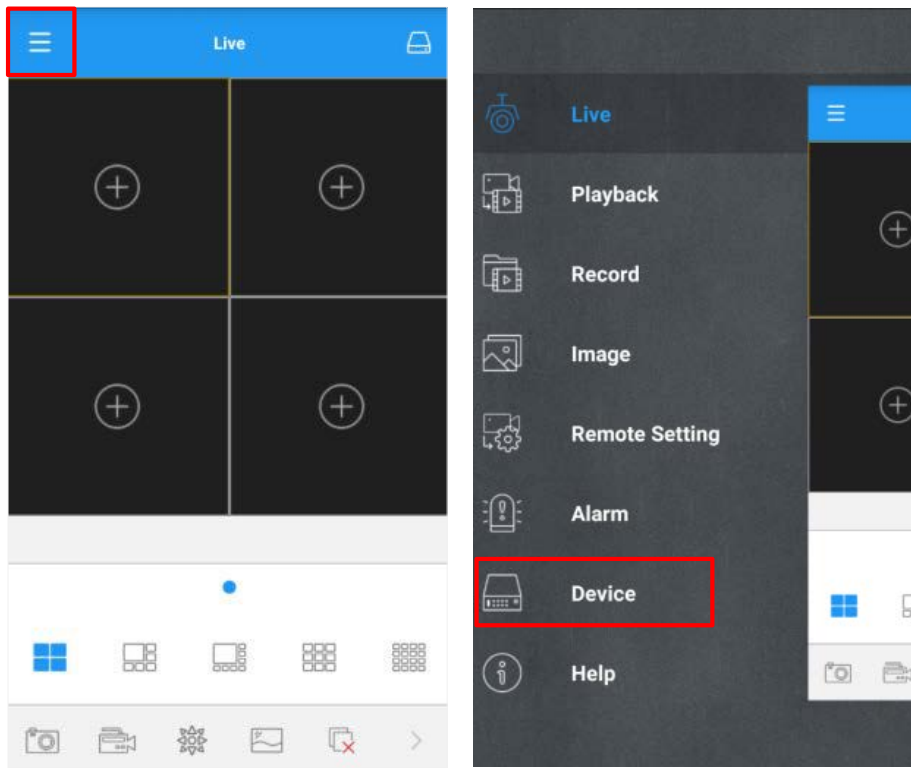 Live
Live
Playback
Record
Image
Remote Setting
Alarm
Device
Help